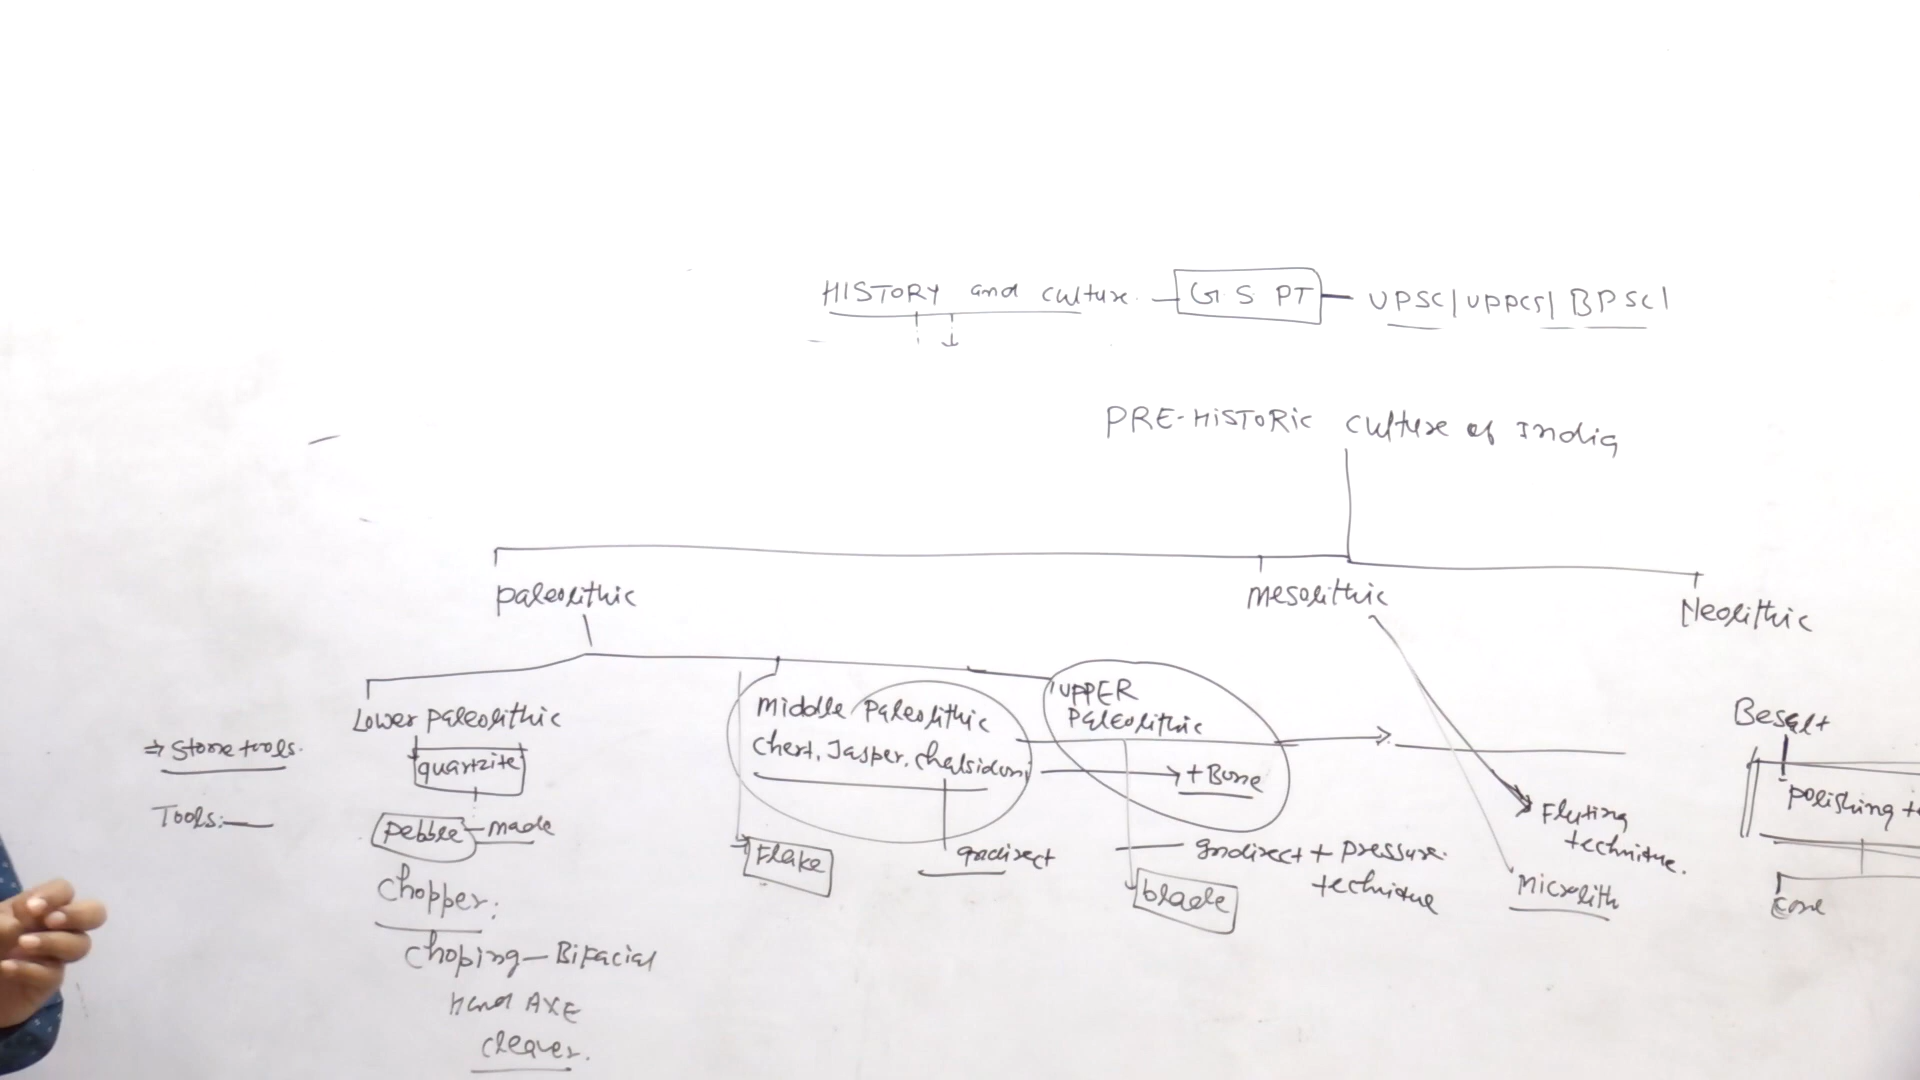 HISTORY and culture - G S PT - UPSC/UPPCS/BPSC/
PRE-HISTORIC culture of India
paleolithic
mesolithic
Neolithic
Lower paleolithic
middle paleolithic
UPPER
paleolithic
Besalt
⇒ Stone tools.
quartzite
chert, Jasper, chalsidoni
+ Bone
polishing
Tools:—
pebble - made
Fluting
technique.
Flake
indirect
indirect + pressure
technique
blade
microlith
core
chopper:
choping - Bifacial
Hand AXE
cleaver.